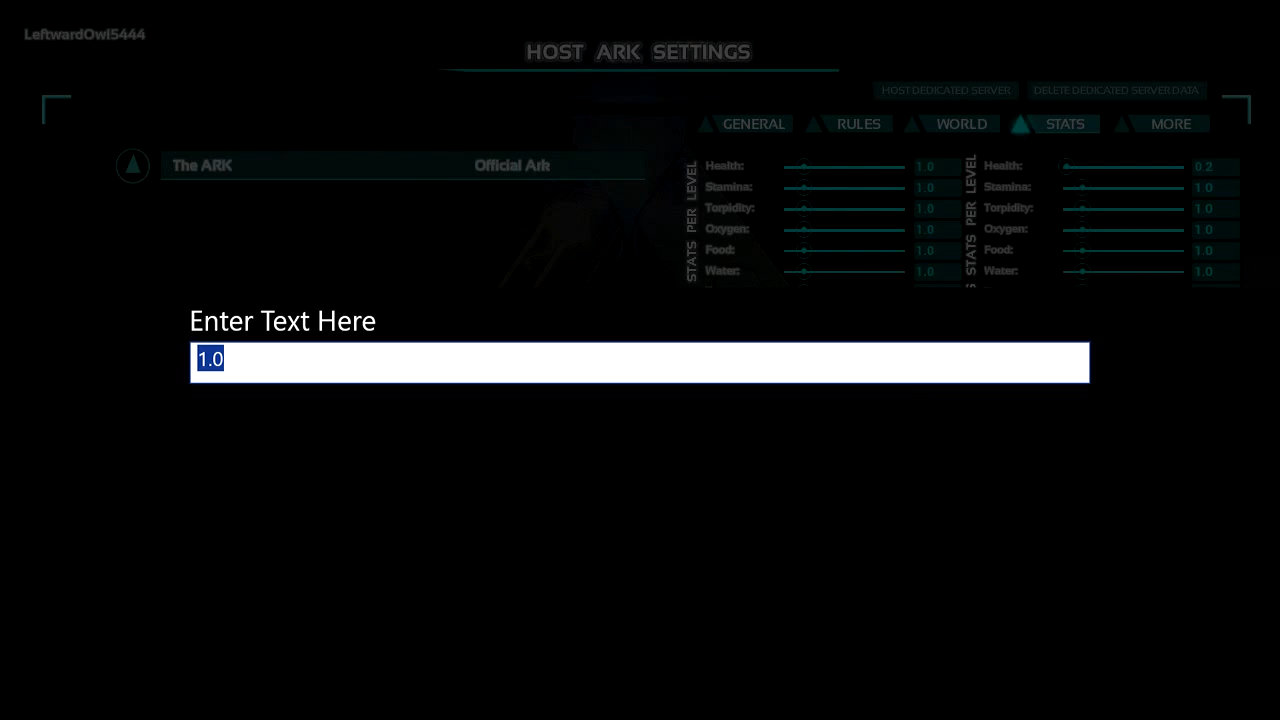 LeftwardOwl5444
HOST ARK SETTINGS
HOST DEDICATED SERVER
DELETE DEDICATED SERVER DATA
GENERAL
RULES
WORLD
STATS
MORE
The ARK
Official Ark
STATS PER LEVEL
Health: 1.0
Stamina: 1.0
Torpidity: 1.0
Oxygen: 1.0
Food: 1.0
Water: 1.0
STATS PER LEVEL
Health: 0.2
Stamina: 1.0
Torpidity: 1.0
Oxygen: 1.0
Food: 1.0
Water: 1.0
Enter Text Here
1.0